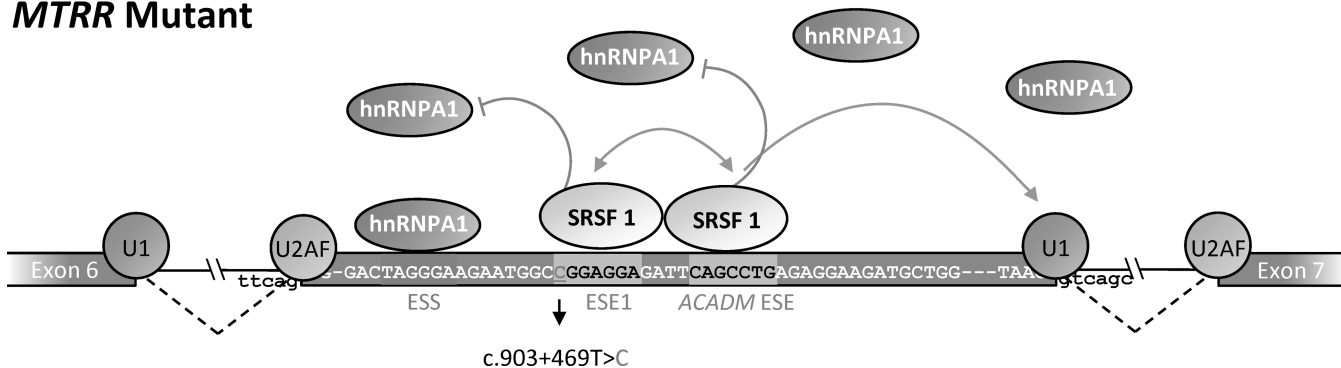 MTRR Mutant
hnRNPA1
hnRNPA1
hnRNPA1
hnRNPA1
hnRNPA1
SRSF 1
SRSF 1
U1
U2AF
U1
U2AF
Exon 6
ttcag
G-GACTAGGGAAGAATGGCCGGAGGAGATTCAGCCTGAGAGGAAGATGCTGG---TAA
gtcagc
Exon 7
ESS
ESE1
ACADM ESE
c.903+469T>C